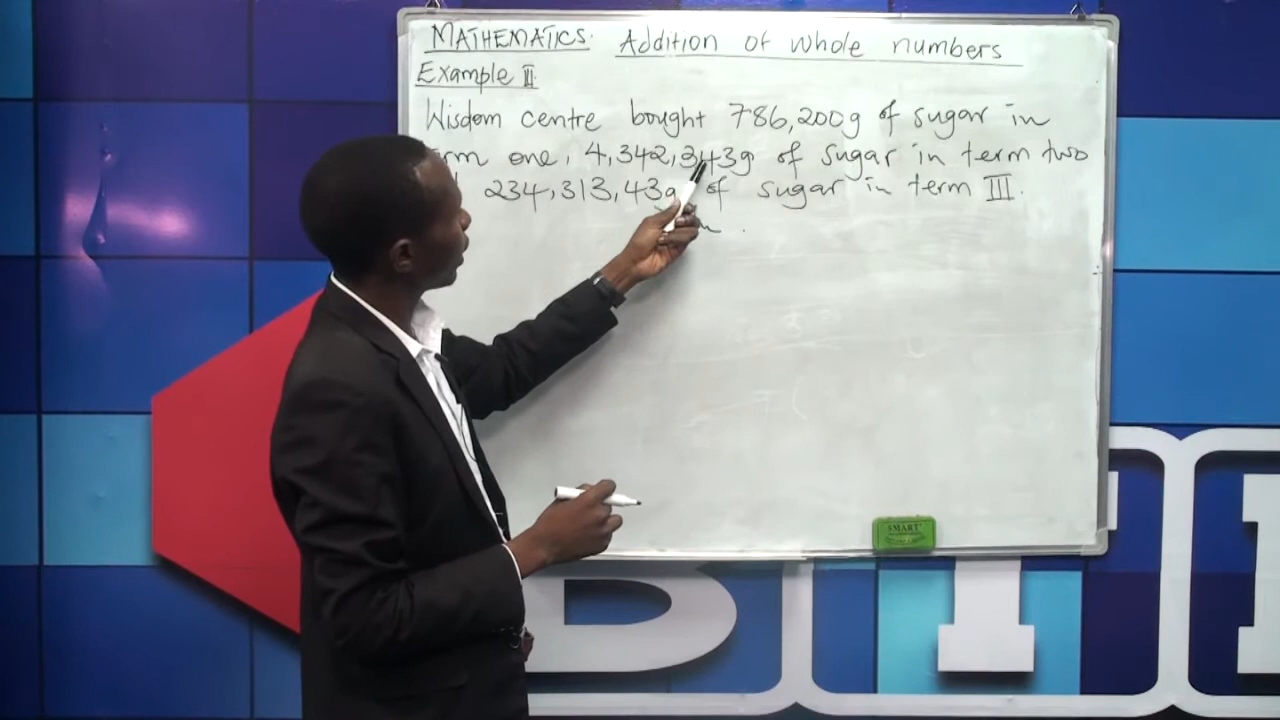 MATHEMATICS. Addition of whole numbers
Example II
Wisdom centre bought 786,200g of sugar in
one, 4,342,343g of sugar in term two
234,313,43g of sugar in term III.
SMART